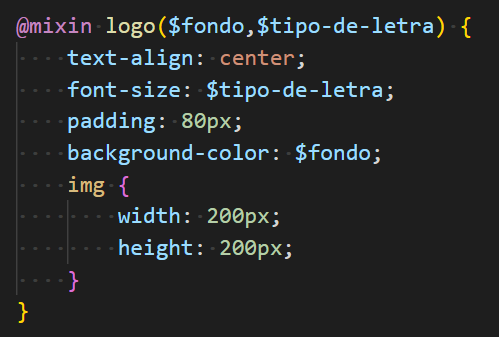 @mixin logo($fondo,$tipo-de-letra) {
    text-align: center;
    font-size: $tipo-de-letra;
    padding: 80px;
    background-color: $fondo;
    img {
        width: 200px;
        height: 200px;
    }
}